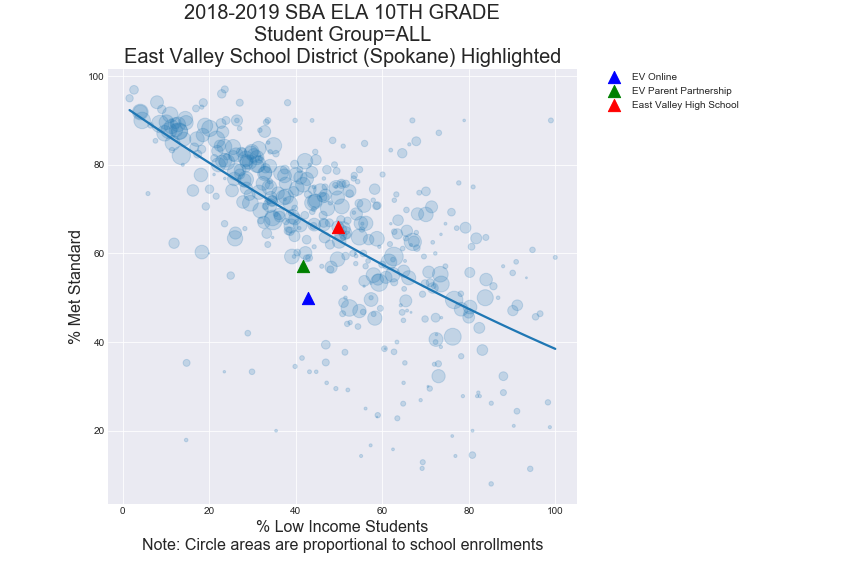 2018-2019 SBA ELA 10TH GRADE
Student Group=ALL
East Valley School District (Spokane) Highlighted
EV Online
EV Parent Partnership
East Valley High School
% Met Standard
100
80
60
40
20
0 20 40 60 80 100
% Low Income Students
Note: Circle areas are proportional to school enrollments